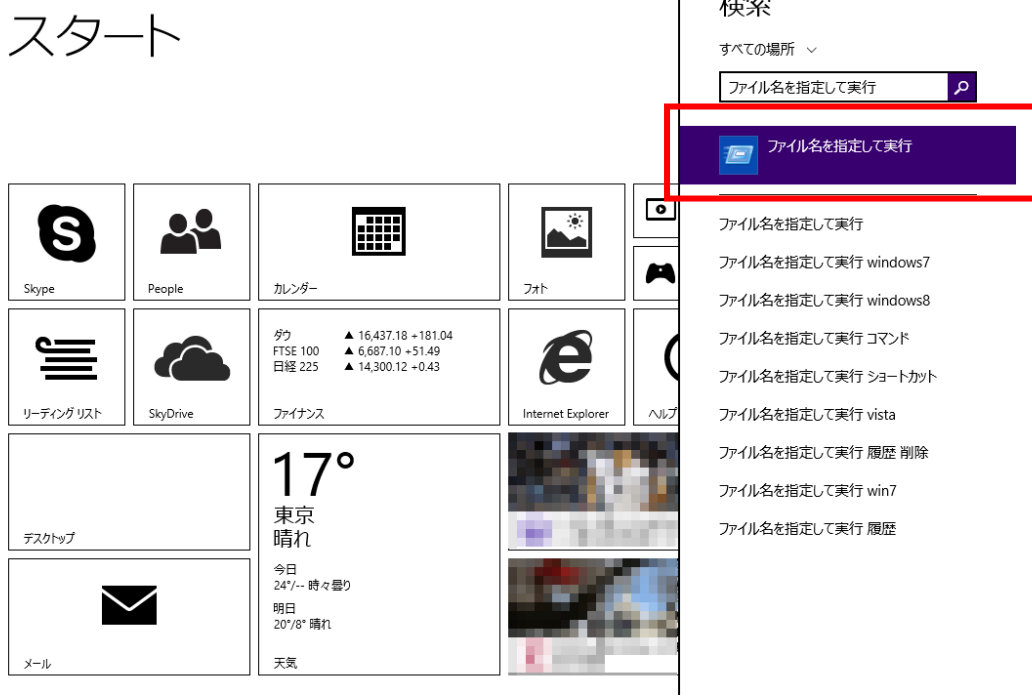 スタート
Skype
People
カレンダー
フォト
リーディング リスト
SkyDrive
ダウ ▲ 16,437.18 +181.04
FTSE 100 ▲ 6,687.10 +51.49
日経 225 ▲ 14,300.12 +0.43
ファイナンス
Internet Explorer
ヘルプ
デスクトップ
17°
東京
晴れ
今日
24°/-- 時々曇り
明日
20°/8° 晴れ
天気
メール
検索
すべての場所
ファイル名を指定して実行
ファイル名を指定して実行
ファイル名を指定して実行
ファイル名を指定して実行 windows7
ファイル名を指定して実行 windows8
ファイル名を指定して実行 コマンド
ファイル名を指定して実行 ショートカット
ファイル名を指定して実行 vista
ファイル名を指定して実行 履歴 削除
ファイル名を指定して実行 win7
ファイル名を指定して実行 履歴